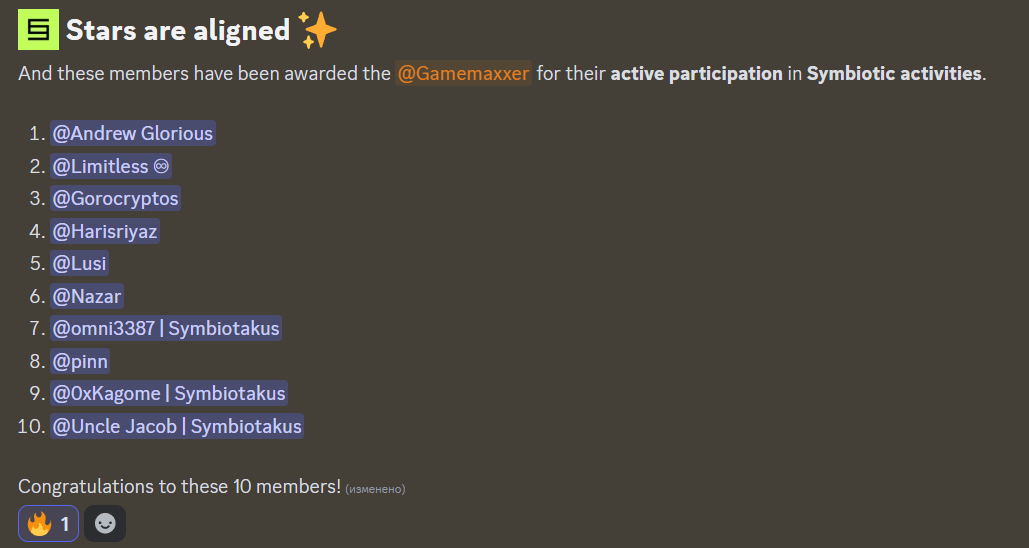 Stars are aligned ✨
And these members have been awarded the @Gamemaxxer for their active participation in Symbiotic activities.
1. @Andrew Glorious
2. @Limitless ♾
3. @Gorocryptos
4. @Harisriyaz
5. @Lusi
6. @Nazar
7. @omni3387 | Symbiotakus
8. @pinn
9. @0xKagome | Symbiotakus
10. @Uncle Jacob | Symbiotakus
Congratulations to these 10 members! (изменено)
🔥 1